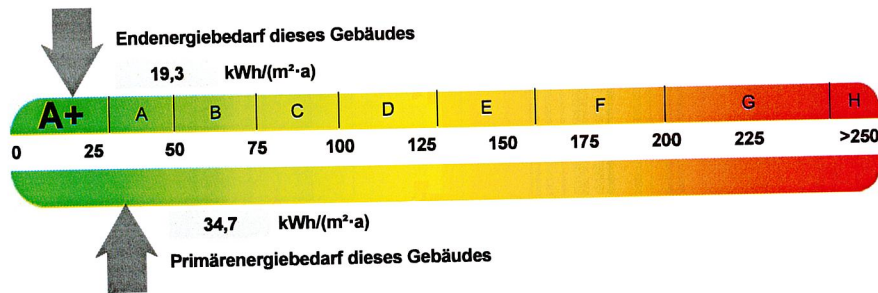 Endenergiebedarf dieses Gebäudes
19,3 kWh/(m²·a)
A+ A B C D E F G H
0 25 50 75 100 125 150 175 200 225 >250
34,7 kWh/(m²·a)
Primärenergiebedarf dieses Gebäudes